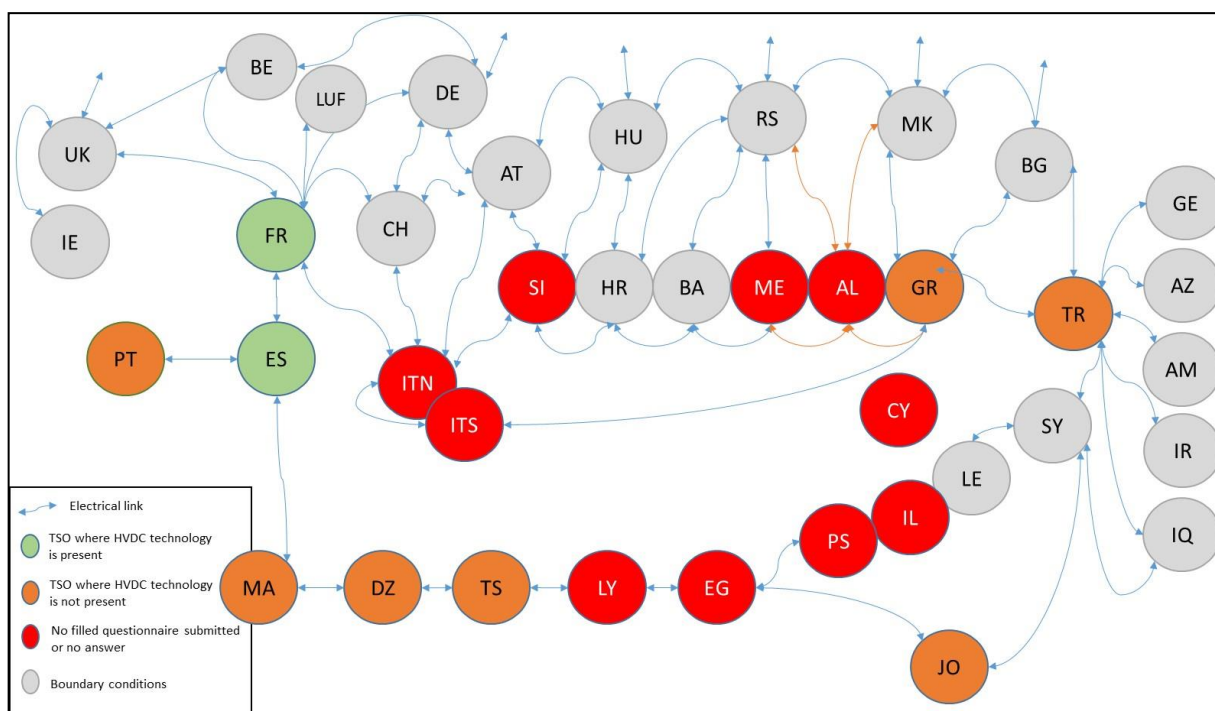 BE
DE
LUF
HU
RS
MK
UK
AT
BG
GE
IE
FR
CH
SI
HR
BA
ME
AL
GR
AZ
TR
PT
ES
ITN
AM
ITS
CY
SY
IR
LE
IL
PS
IQ
MA
DZ
TS
LY
EG
JO
Electrical link
TSO where HVDC technology
is present
TSO where HVDC technology
is not present
No filled questionnaire submitted
or no answer
Boundary conditions